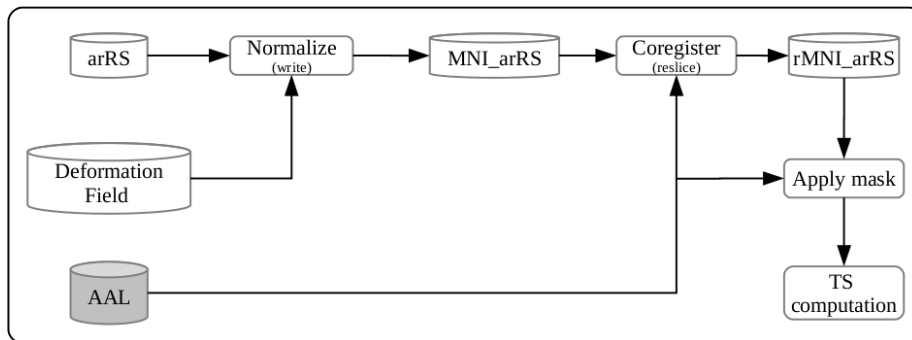 arRS
Normalize
(write)
MNI_arRS
Coregister
(reslice)
rMNI_arRS
Deformation
Field
Apply mask
AAL
TS
computation